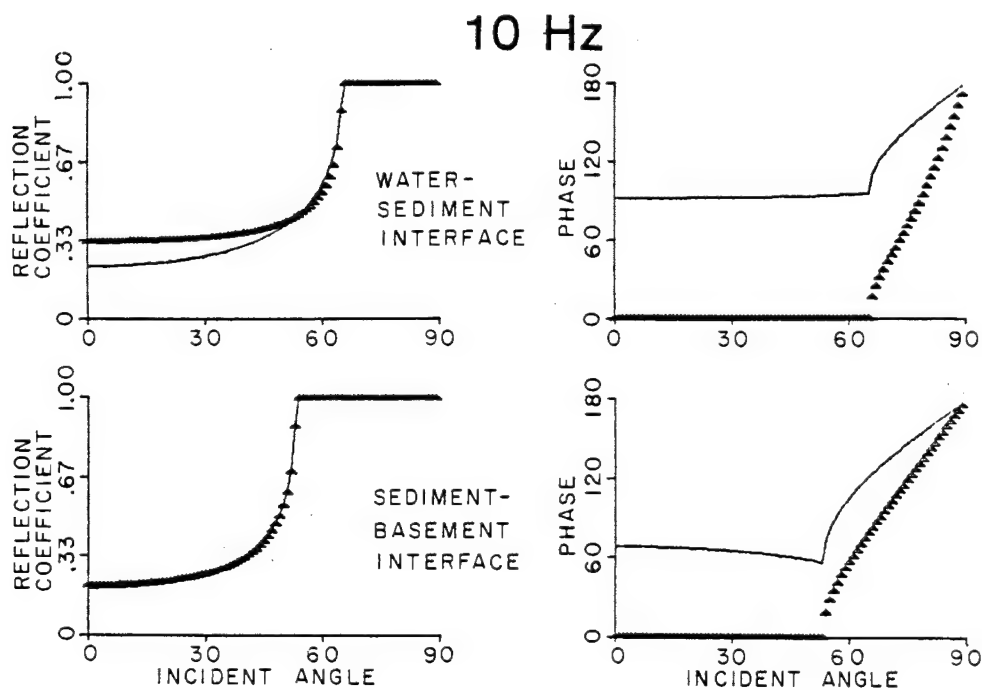 10 Hz
REFLECTION
COEFFICIENT
1.00
.67
.33
0
0 30 60 90
WATER-
SEDIMENT
INTERFACE
PHASE
180
120
60
0
0 30 60 90
REFLECTION
COEFFICIENT
1.00
.67
.33
0
0 30 60 90
INCIDENT ANGLE
SEDIMENT-
BASEMENT
INTERFACE
PHASE
180
120
60
0
0 30 60 90
INCIDENT ANGLE